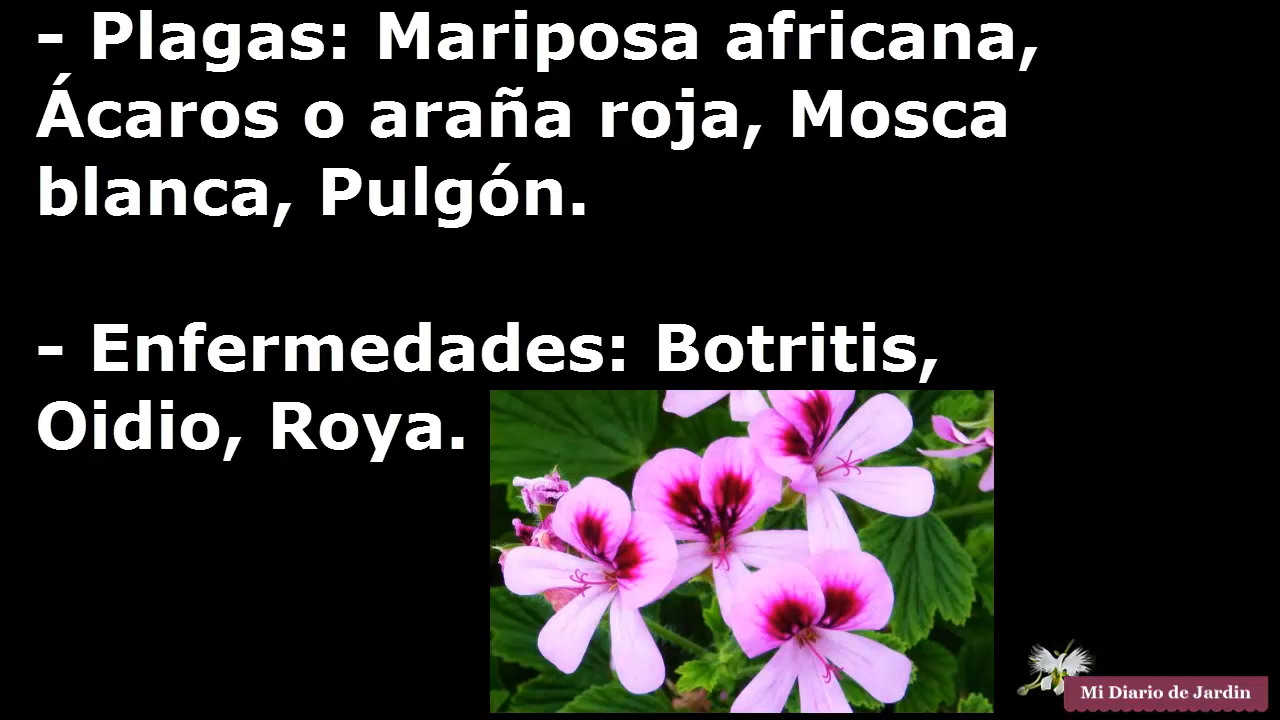 - Plagas: Mariposa africana,
Ácaros o araña roja, Mosca
blanca, Pulgón.
- Enfermedades: Botritis,
Oidio, Roya.
Mi Diario de Jardin